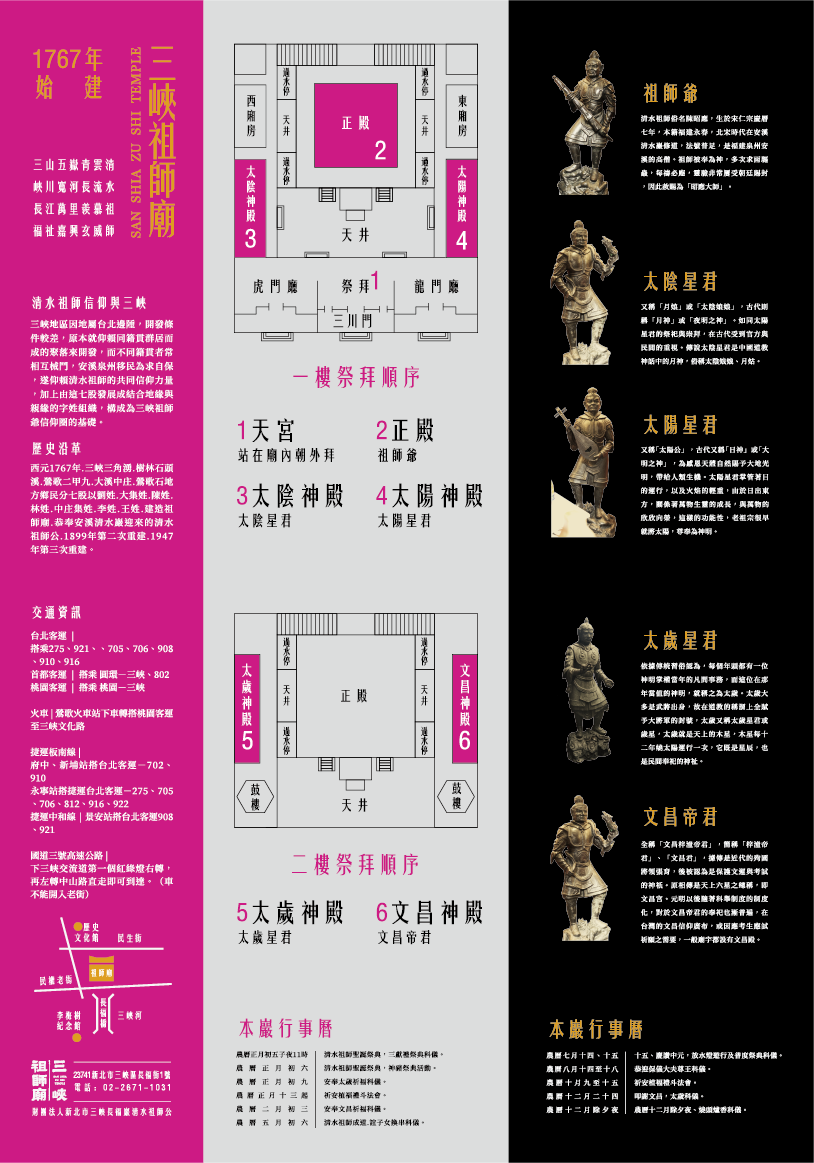 1767年
始建
三峽祖師廟
SAN SHIA ZU SHI TEMPLE
三山五嶽青雲清
峽川寬河長流水
長江萬里羨慕祖
福祉嘉興玄威師
清水祖師信仰與三峽
三峽地區因地屬台北邊陲，開發條
件較差，原本就仰賴同籍貫群居而
成的聚落來開發，而不同籍貫者常
相互械鬥，安溪泉州移民為求自保
，遂仰賴清水祖師的共同信仰力量
，加上由這七股發展成結合地緣與
親緣的字姓組織，構成為三峽祖師
爺信仰圈的基礎。
歷史沿革
西元1767年.三峽三角湧.樹林石頭
溪.鶯歌二甲九.大溪中庄.鶯歌石地
方鄉民分七股以劉姓.大集姓.陳姓.
林姓.中庄集姓.李姓.王姓.建造祖
師廟.恭奉安溪清水巖迎來的清水
祖師公.1899年第二次重建.1947
年第三次重建。
交通資訊
台北客運｜
搭乘275、921、、705、706、908
、910、916
首都客運｜搭乘 圓環－三峽、802
桃園客運｜搭乘 桃園－三峽
火車|鶯歌火車站下車轉搭桃園客運
至三峽文化路
捷運板南線|
府中、新埔站搭台北客運－702、
910
永寧站搭捷運台北客運－275、705
、706、812、916、922
捷運中和線|景安站搭台北客運908
、921
國道三號高速公路|
下三峽交流道第一個紅綠燈右轉，
再左轉中山路直走即可到達。（車
不能開入老街）
歷史
文化館
民生街
祖師廟
民權老街
長福橋
李梅樹
紀念館
三峽河
三峽
祖師廟
23741新北市三峽區長福街1號
電話：02-2671-1031
財團法人新北市三峽長福巖清水祖師公
過水停
過水停
西廂房
天井
正殿
2
天井
東廂房
過水停
過水停
太陰神殿
3
太陽神殿
4
天井
虎門廳
祭拜1
龍門廳
三川門
一樓祭拜順序
1天宮
站在廟內朝外拜
2正殿
祖師爺
3太陰神殿
太陰星君
4太陽神殿
太陽星君
過水停
過水停
太歲神殿
5
天井
正殿
天井
文昌神殿
6
過水停
過水停
鼓樓
天井
鼓樓
二樓祭拜順序
5太歲神殿
太歲星君
6文昌神殿
文昌帝君
本巖行事曆
農曆正月初五子夜11時 清水祖師聖誕祭典，三獻禮祭典科儀。
農曆正月初六 清水祖師聖誕祭典，神豬祭典活動。
農曆正月初九 安奉太歲祈福科儀。
農曆正月十三起 祈安植福禮斗法會。
農曆二月初三 安奉文昌祈福科儀。
農曆五月初六 清水祖師成道.誼子女換串科儀。
祖師爺
清水祖師俗名陳昭應，生於宋仁宗慶曆
七年，本籍福建永春，北宋時代在安溪
清水巖修道，法號普足，是福建泉州安
溪的高僧。祖師被奉為神，多次求雨驅
蟲，每禱必應，靈驗非常屢受朝廷賜封
，因此敕賜為「昭應大師」。
太陰星君
又稱「月娘」或「太陰娘娘」，古代則
稱「月神」或「夜明之神」。如同太陽
星君的祭祀與崇拜，在古代受到官方與
民間的重視。傳說太陰星君是中國道教
神話中的月神，俗稱太陰娘娘、月姑。
太陽星君
又稱「太陽公」，古代又稱「日神」或「大
明之神」，為感恩天體自然賜予大地光
明，帶給人類生機。太陽星君掌管著日
的運行，以及火焰的輕重，由於日出東
方，關係著萬物生靈的成長，與萬物的
欣欣向榮，這樣的功能性，老祖宗很早
就將太陽，尊奉為神明。
太歲星君
依據傳統習俗認為，每個年頭都有一位
神明掌權當年的凡間事務，而這位在那
年當值的神明，就稱之為太歲。太歲大
多是武將出身，故在道教的稱謂上全賦
予大將軍的封號，太歲又稱太歲星君或
歲星，太歲就是天上的木星，木星每十
二年繞太陽運行一次，它既是星辰，也
是民間奉祀的神祉。
文昌帝君
全稱「文昌梓潼帝君」，簡稱「梓潼帝
君」、「文昌君」，據傳是近代的殉國
將領張育，後被認為是保護文運與考試
的神祇。原相傳是天上六星之總稱，即
文昌宮。元明以後隨著科舉制度的制度
化，對於文昌帝君的奉祀也漸普遍，在
台灣的文昌信仰廣布，或因應考生應試
祈願之需要，一般廟宇都設有文昌殿。
本巖行事曆
農曆七月十四、十五 十五、慶讚中元，放水燈遊行及普度祭典科儀。
農曆八月十四至十八 恭迎保儀大夫尊王科儀。
農曆十月九至十五 祈安植福禮斗法會。
農曆十二月二十四 即謝文昌，太歲科儀。
農曆十二月除夕夜 農曆十二月除夕夜、燒頭爐香科儀。